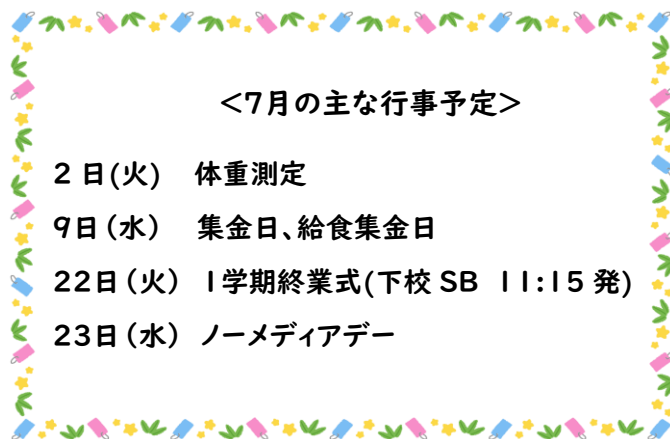 <7月の主な行事予定>
2日(火) 体重測定
9日(水) 集金日、給食集金日
22日(火) 1学期終業式(下校SB 11:15発)
23日(水) ノーメディアデー